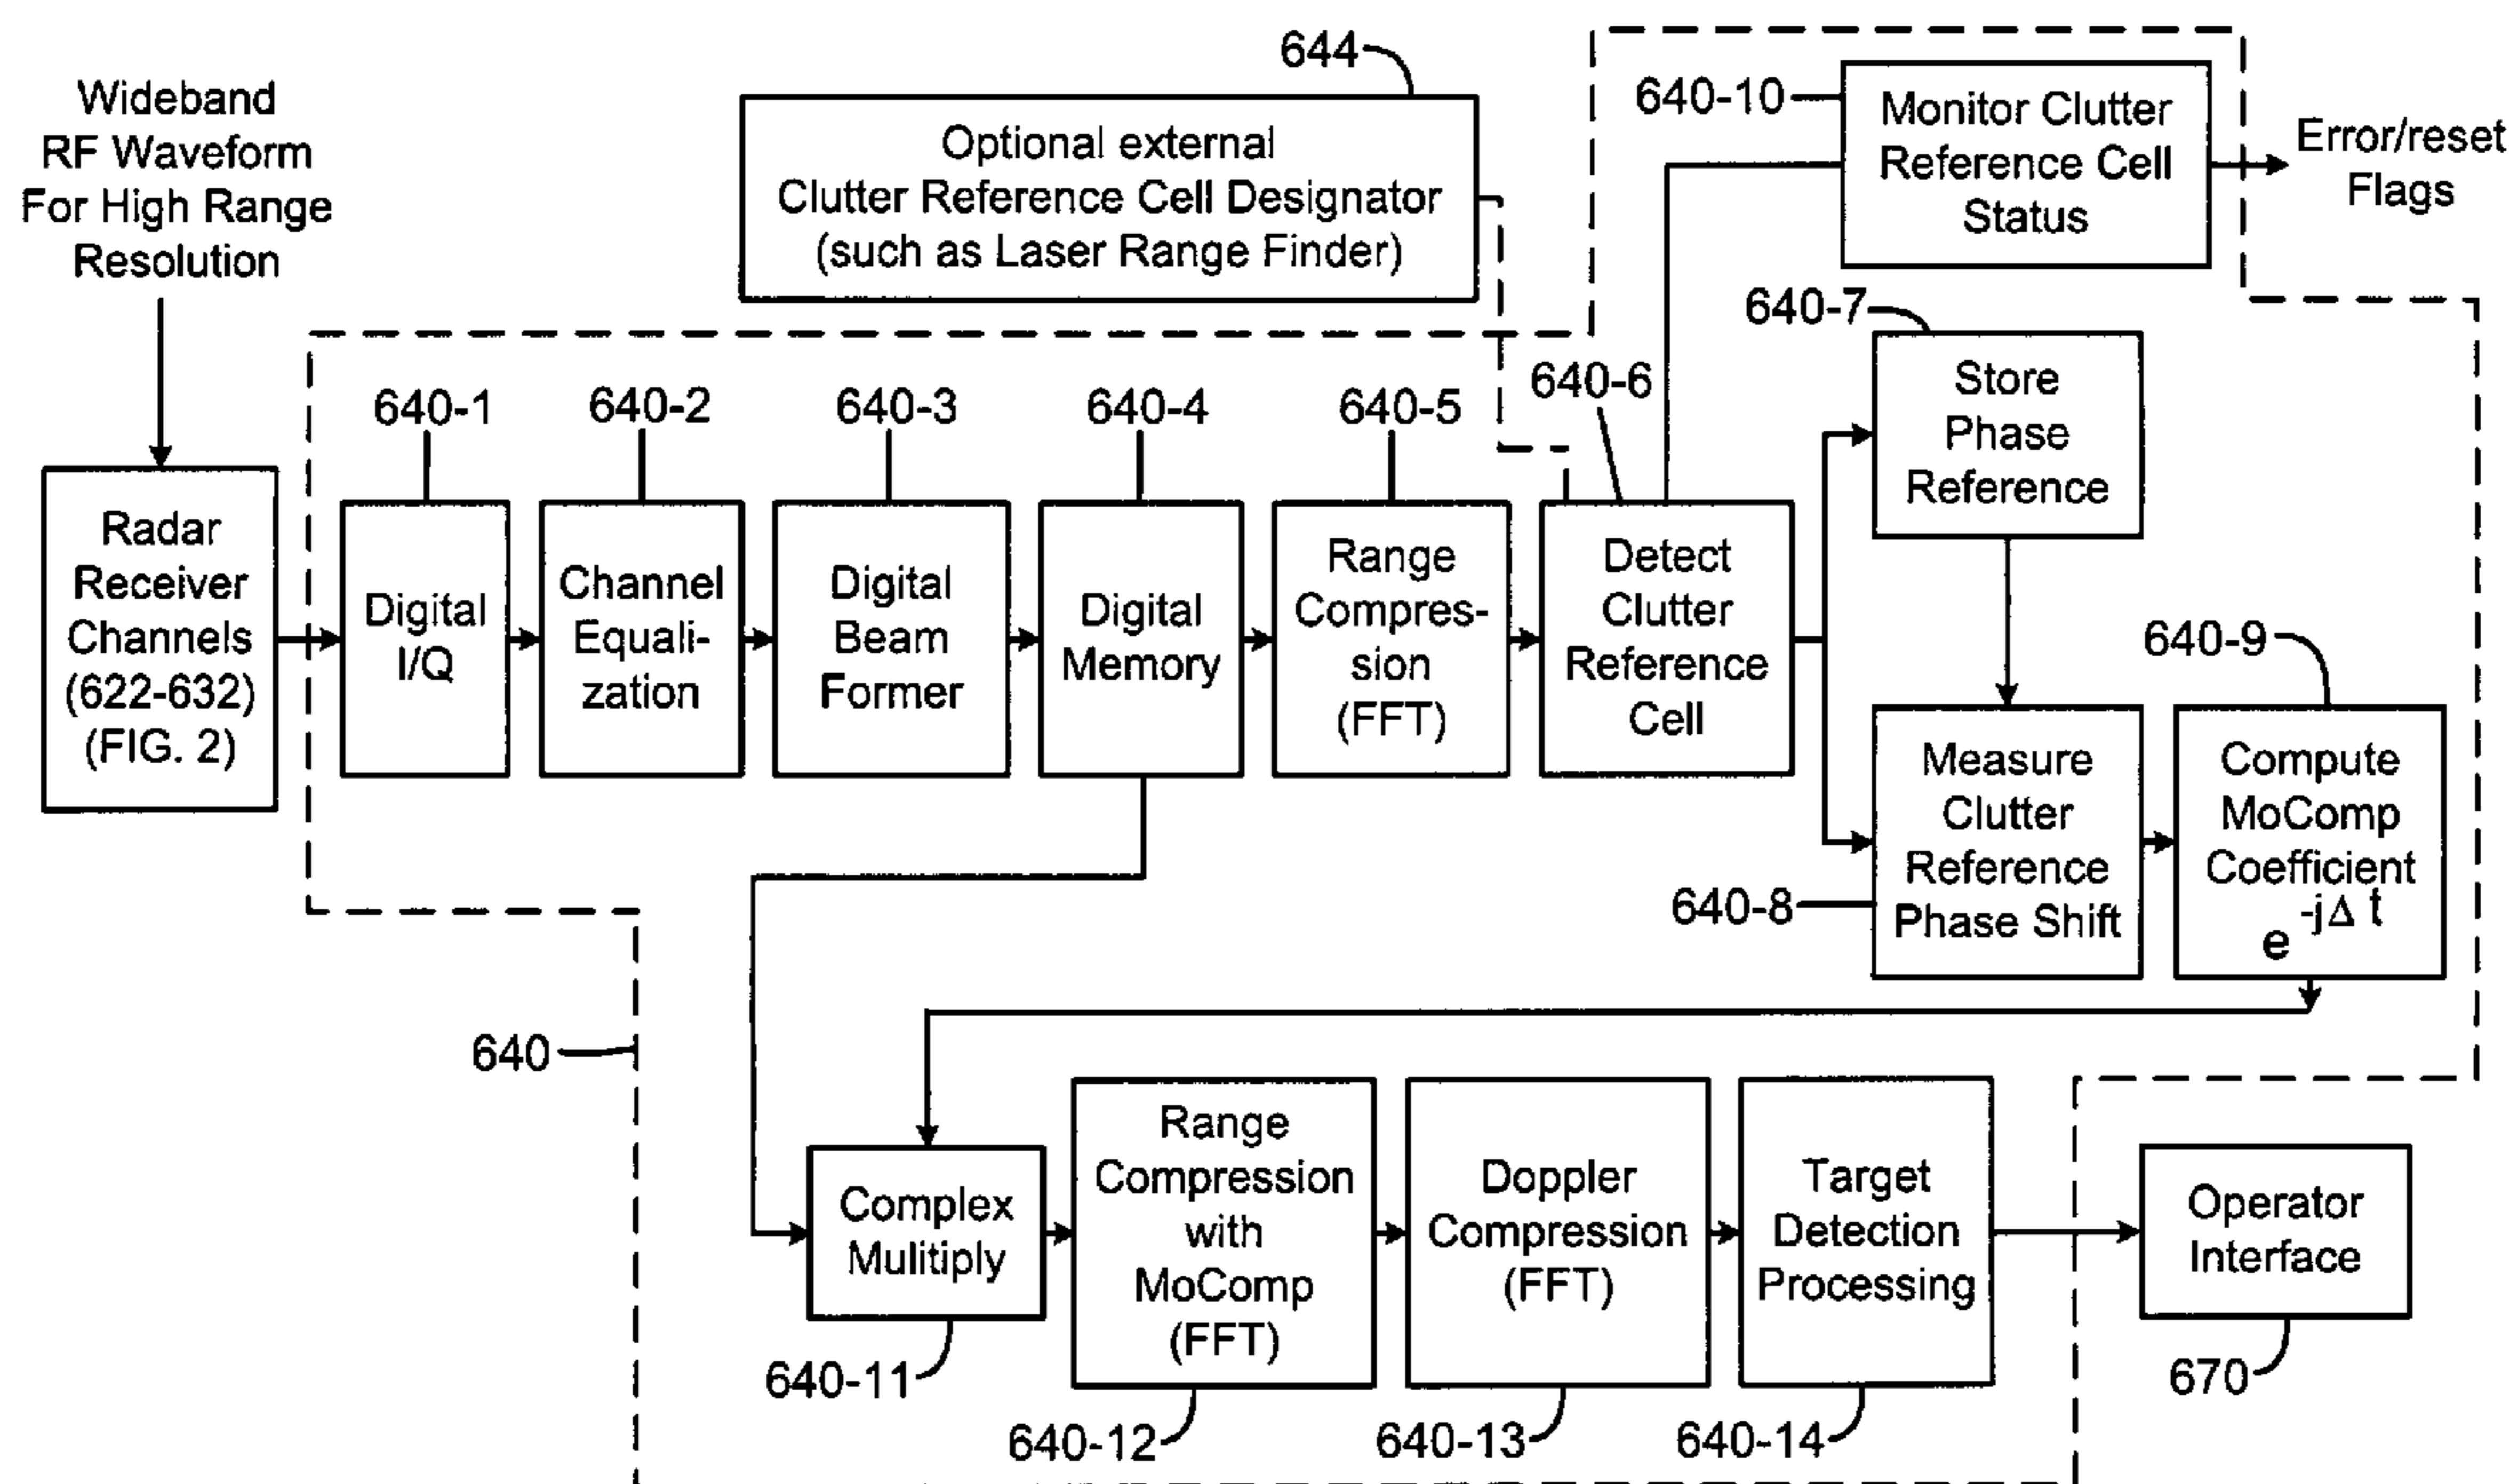 644
Wideband
RF Waveform
For High Range
Resolution
Optional external
Clutter Reference Cell Designator
(such as Laser Range Finder)
640-10
Monitor Clutter
Reference Cell
Status
Error/reset
Flags
640-7
Store
Phase
Reference
640-1
640-2
640-3
640-4
640-5
640-6
Radar
Receiver
Channels
(622-632)
(FIG. 2)
Digital
I/Q
Channel
Equali-
zation
Digital
Beam
Former
Digital
Memory
Range
Compres-
sion
(FFT)
Detect
Clutter
Reference
Cell
640-8
Measure
Clutter
Reference
Phase Shift
640-9
Compute
MoComp
Coefficient
e -jΔ t
640
Complex
Mulitiply
Range
Compression
with
MoComp
(FFT)
Doppler
Compression
(FFT)
Target
Detection
Processing
Operator
Interface
640-11
640-12
640-13
640-14
670